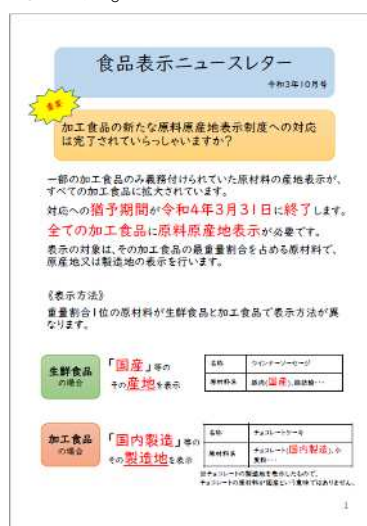 食品表示ニュースレター
令和3年10月号
重要
加工食品の新たな原料原産地表示制度への対応
は完了されていらっしゃいますか?
一部の加工食品のみ義務付けられていた原材料の産地表示が、
すべての加工食品に拡大されています。
対応への猶予期間が令和4年3月31日に終了します。
全ての加工食品に原料原産地表示が必要です。
表示の対象は、その加工食品の最重量割合を占める原材料で、
原産地又は製造地の表示を行います。
《表示方法》
重量割合1位の原材料が生鮮食品と加工食品で表示方法が異
なります。
生鮮食品
の場合
「国産」等の
その産地を表示
名称 ウインナーソーセージ
原材料名 豚肉(国産)、豚脂肪・・・
加工食品
の場合
「国内製造」等の
その製造地を表示
名称 チョコレートケーキ
原材料名 チョコレート(国内製造)、小
麦粉・・・
※チョコレートの製造地を表示したもので、
チョコレートの原材料が国産という意味ではありません。
1